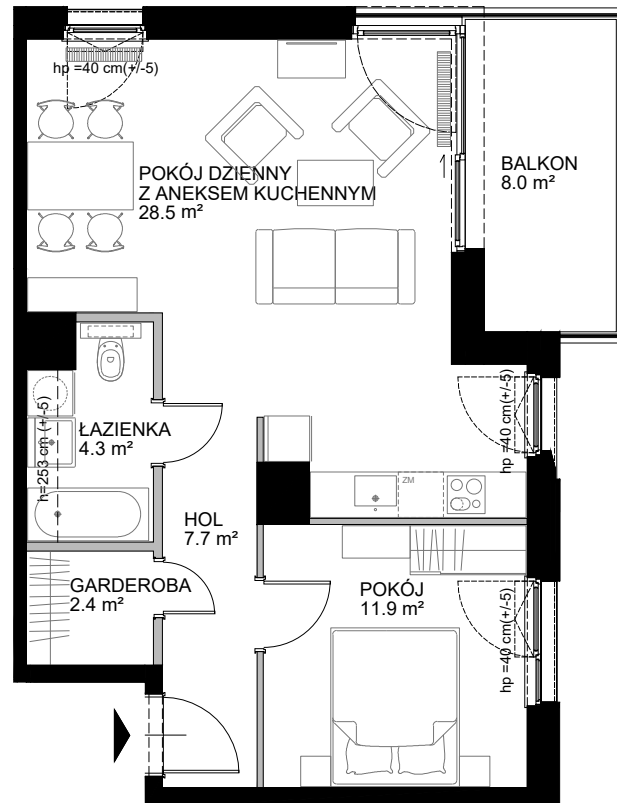 hp =40 cm(+/-5)
POKÓJ DZIENNY
Z ANEKSEM KUCHENNYM
28.5 m²
BALKON
8.0 m²
1
hp =40 cm(+/-5)
h=253 cm (+/-5)
ŁAZIENKA
4.3 m²
ZM
HOL
7.7 m²
GARDEROBA
2.4 m²
POKÓJ
11.9 m²
hp =40 cm(+/-5)